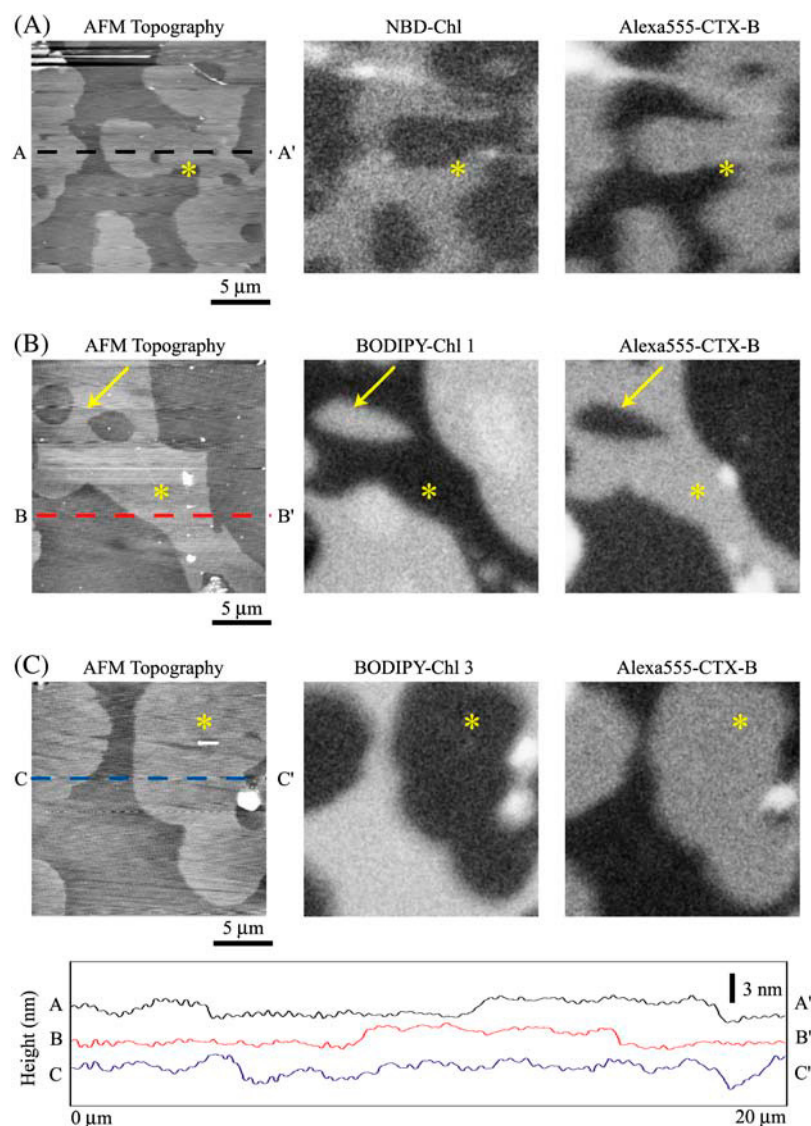 (A) AFM Topography NBD-Chl Alexa555-CTX-B
A A'
* * *
5 µm
(B) AFM Topography BODIPY-Chl 1 Alexa555-CTX-B
* * *
B B'
5 µm
(C) AFM Topography BODIPY-Chl 3 Alexa555-CTX-B
* * *
C C'
5 µm
Height (nm)
A 3 nm A'
B B'
C C'
0 µm 20 µm